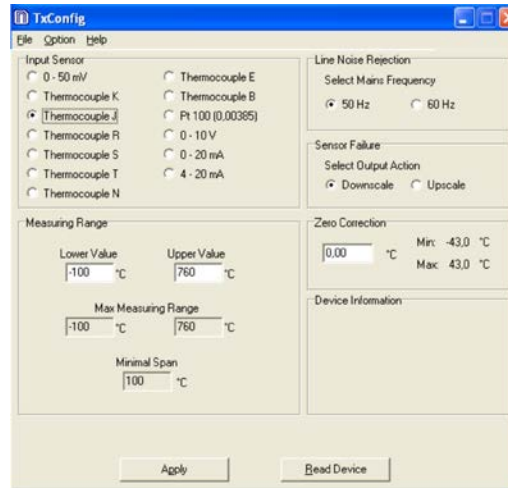 TxConfig
File Option Help
Input Sensor
0 - 50 mV
Thermocouple K
Thermocouple J
Thermocouple R
Thermocouple S
Thermocouple T
Thermocouple N
Thermocouple E
Thermocouple B
Pt 100 (0,00385)
0 - 10 V
0 - 20 mA
4 - 20 mA
Line Noise Rejection
Select Mains Frequency
50 Hz 60 Hz
Sensor Failure
Select Output Action
Downscale Upscale
Measuring Range
Lower Value Upper Value
-100 °C 760 °C
Max Measuring Range
-100 °C 760 °C
Minimal Span
100 °C
Zero Correction
0,00 °C
Min: -43,0 °C
Max: 43,0 °C
Device Information
Apply Read Device